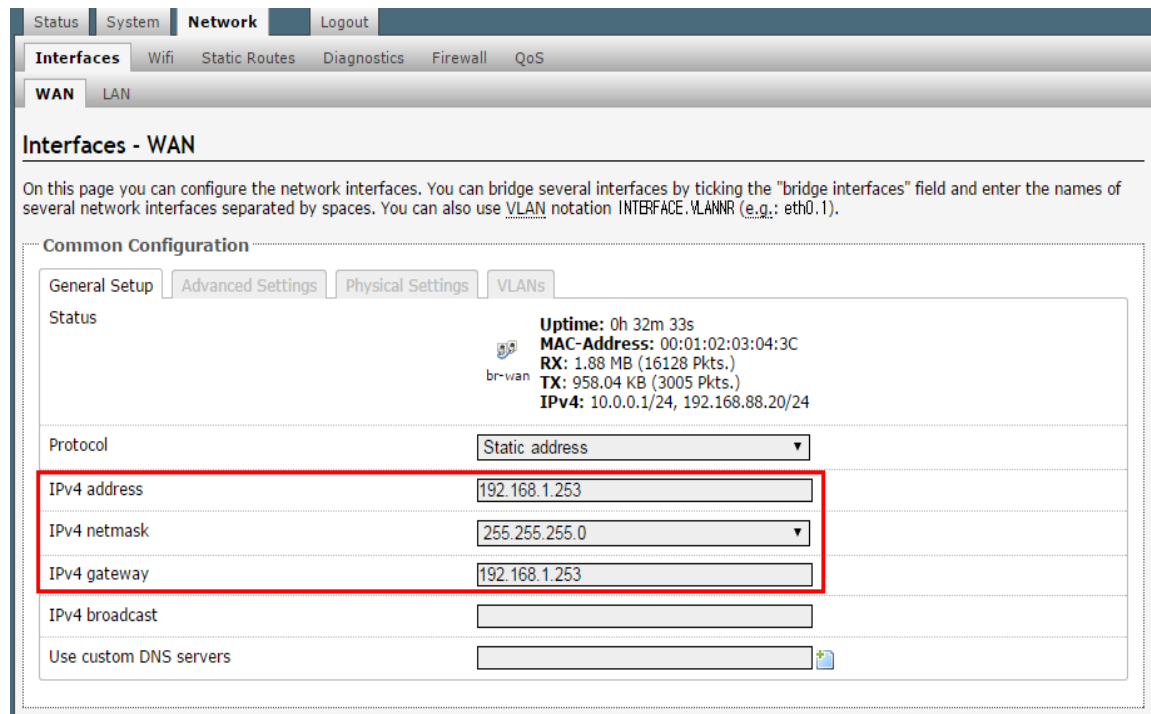 Status System Network Logout
Interfaces Wifi Static Routes Diagnostics Firewall QoS
WAN LAN
Interfaces - WAN
On this page you can configure the network interfaces. You can bridge several interfaces by ticking the "bridge interfaces" field and enter the names of
several network interfaces separated by spaces. You can also use VLAN notation INTERFACE.VLANNR (e.g.: eth0.1).
Common Configuration
General Setup Advanced Settings Physical Settings VLANs
Status
Uptime: 0h 32m 33s
MAC-Address: 00:01:02:03:04:3C
RX: 1.88 MB (16128 Pkts.)
br-wan TX: 958.04 KB (3005 Pkts.)
IPv4: 10.0.0.1/24, 192.168.88.20/24
Protocol Static address
IPv4 address 192.168.1.253
IPv4 netmask 255.255.255.0
IPv4 gateway 192.168.1.253
IPv4 broadcast
Use custom DNS servers